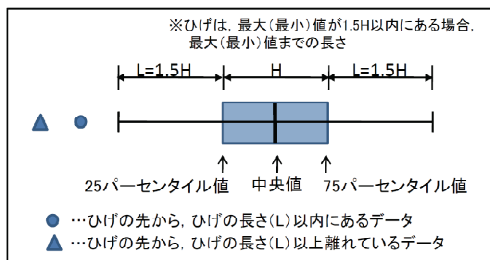 ※ひげは，最大（最小）値が1.5H以内にある場合，
最大（最小）値までの長さ
L=1.5H H L=1.5H
25パーセンタイル値 中央値 75パーセンタイル値
●…ひげの先から，ひげの長さ（L）以内にあるデータ
▲…ひげの先から，ひげの長さ（L）以上離れているデータ